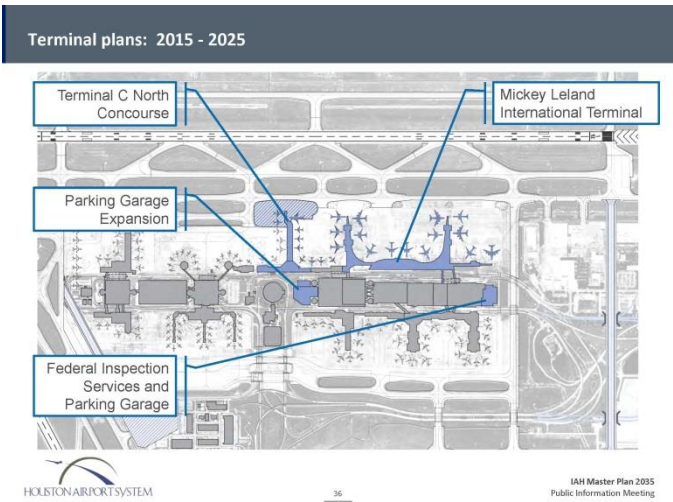 Terminal plans: 2015 - 2025
Terminal C North
Concourse
Mickey Leland
International Terminal
Parking Garage
Expansion
Federal Inspection
Services and
Parking Garage
HOUSTON AIRPORT SYSTEM
36
IAH Master Plan 2035
Public Information Meeting